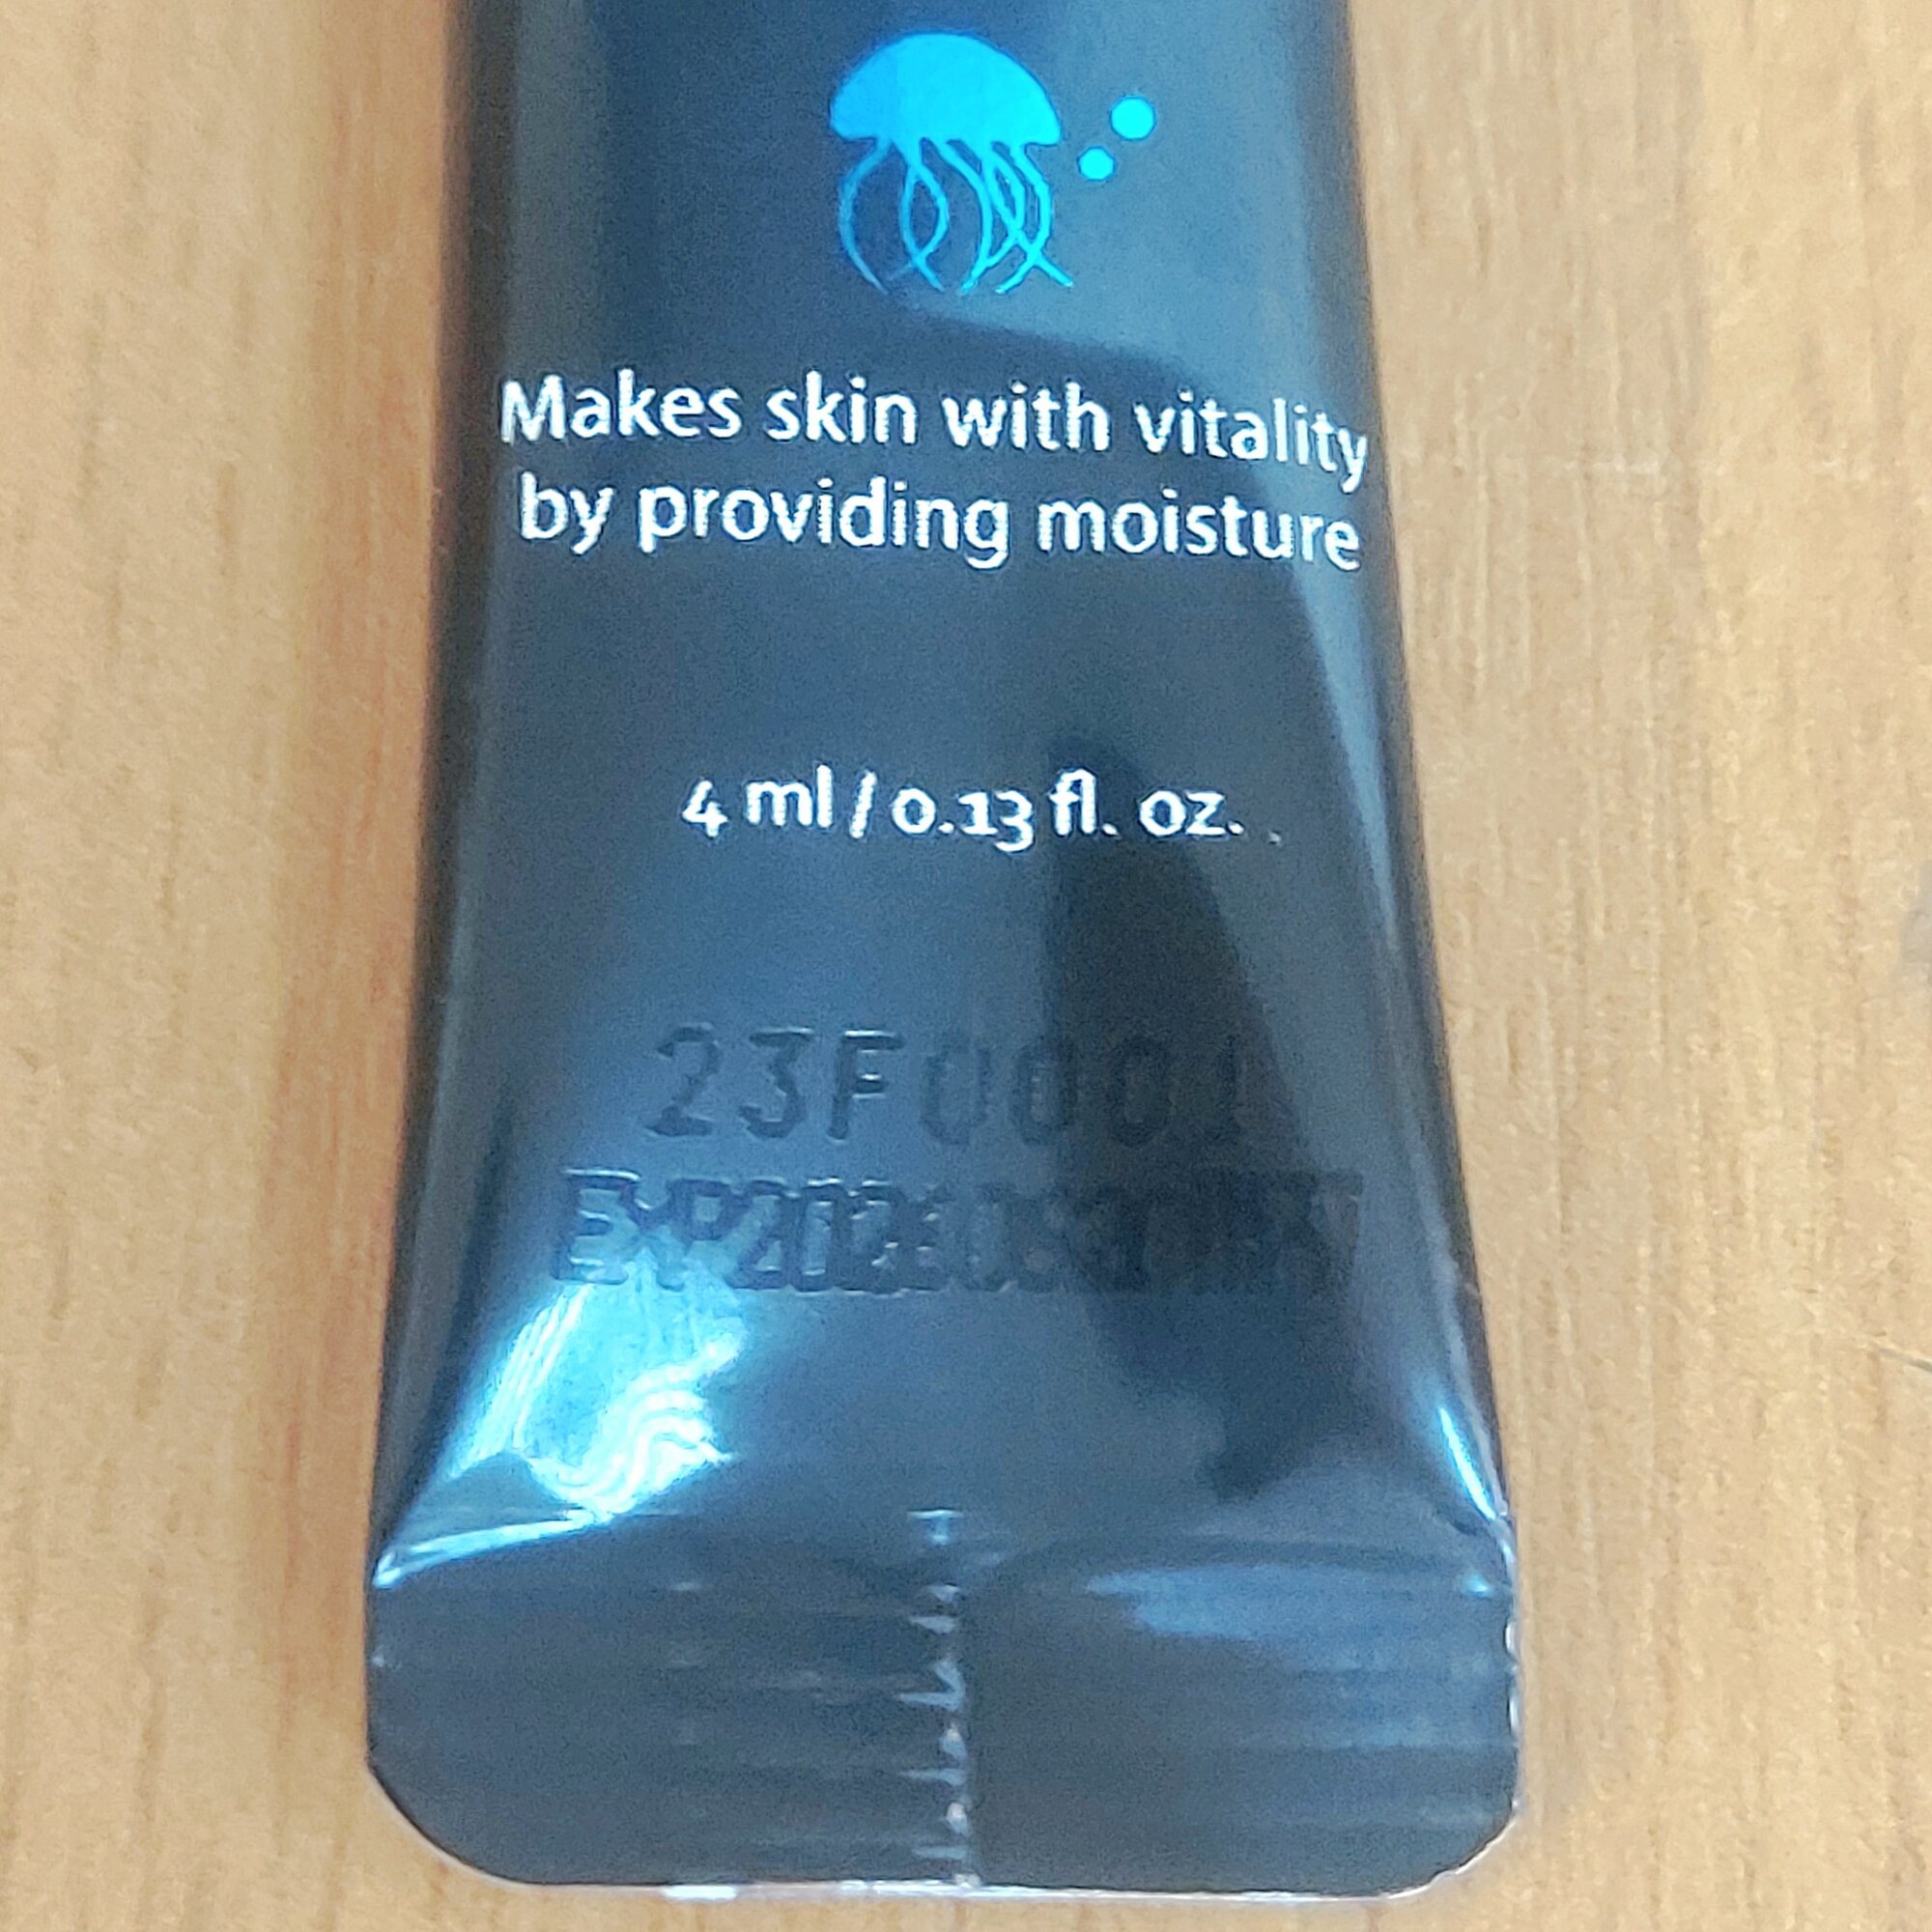 Makes skin with vitality
by providing moisture
4 ml / 0.13 fl. oz.
23F0001